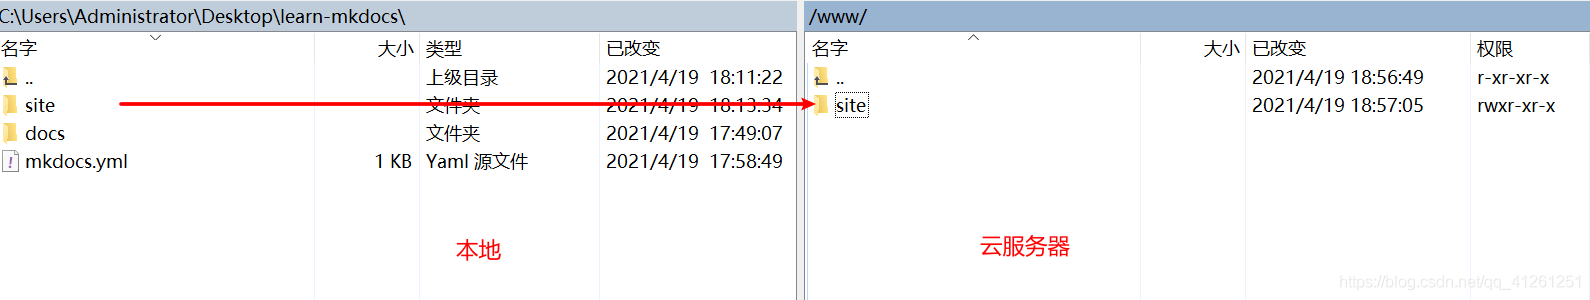 C:\Users\Administrator\Desktop\learn-mkdocs\
名字 大小 类型 已改变
.. 上级目录 2021/4/19 18:11:22
site 文件夹 2021/4/19 18:13:34
docs 文件夹 2021/4/19 17:49:07
mkdocs.yml 1 KB Yaml 源文件 2021/4/19 17:58:49
本地
/www/
名字 大小 已改变 权限
.. 2021/4/19 18:56:49 r-xr-xr-x
site 2021/4/19 18:57:05 rwxr-xr-x
云服务器
https://blog.csdn.net/qq_41261251